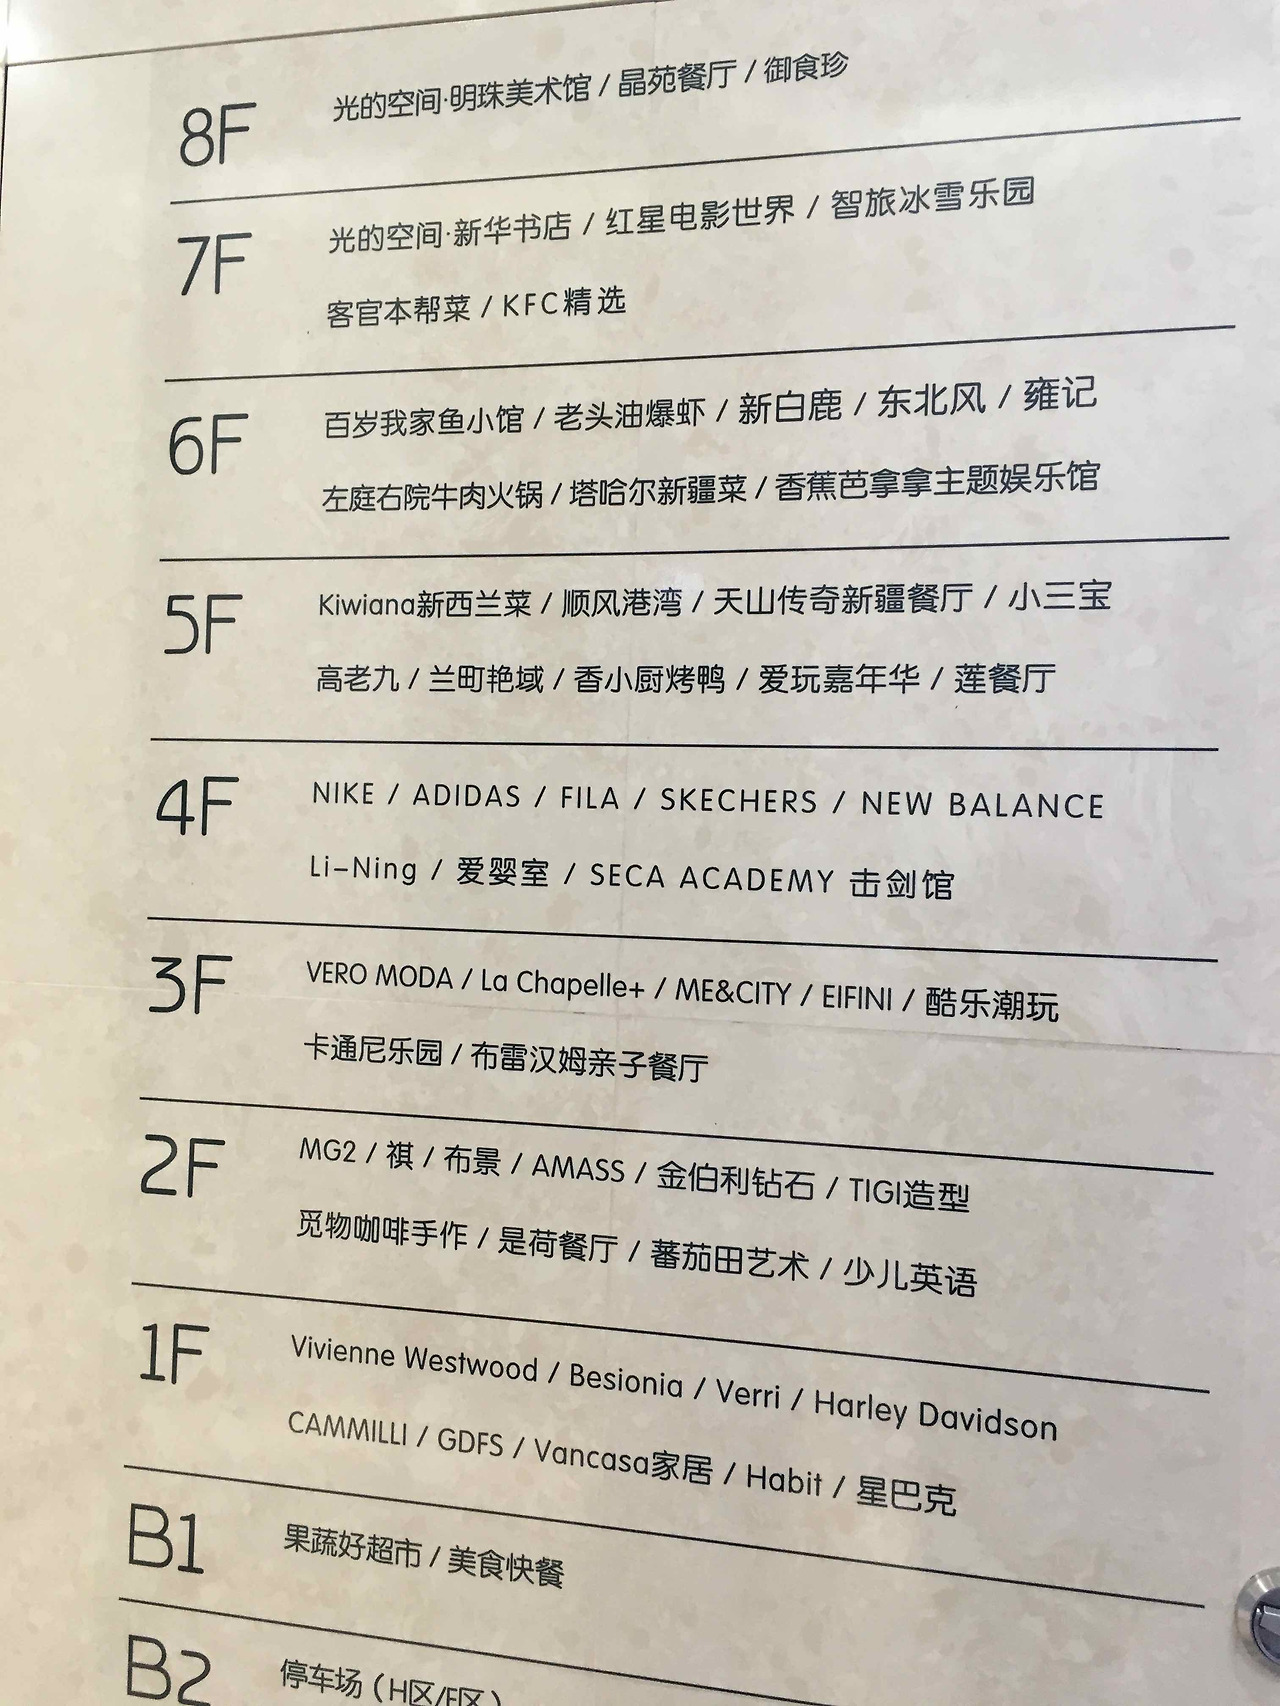 8F
光的空间·明珠美术馆 / 晶苑餐厅 / 御食珍
7F
光的空间·新华书店 / 红星电影世界 / 智旅冰雪乐园
客官本帮菜 / KFC精选
6F
百岁我家鱼小馆 / 老头油爆虾 / 新白鹿 / 东北风 / 雍记
左庭右院牛肉火锅 / 塔哈尔新疆菜 / 香蕉芭拿拿主题娱乐馆
5F
Kiwiana新西兰菜 / 顺风港湾 / 天山传奇新疆餐厅 / 小三宝
高老九 / 兰町艳域 / 香小厨烤鸭 / 爱玩嘉年华 / 莲餐厅
4F
NIKE / ADIDAS / FILA / SKECHERS / NEW BALANCE
Li-Ning / 爱婴室 / SECA ACADEMY 击剑馆
3F
VERO MODA / La Chapelle+ / ME&CITY / EIFINI / 酷乐潮玩
卡通尼乐园 / 布雷汉姆亲子餐厅
2F
MG2 / 祺 / 布景 / AMASS / 金伯利钻石 / TIGI造型
觅物咖啡手作 / 是荷餐厅 / 蕃茄田艺术 / 少儿英语
1F
Vivienne Westwood / Besionia / Verri / Harley Davidson
CAMMILLI / GDFS / Vancasa家居 / Habit / 星巴克
B1
果蔬好超市 / 美食快餐
B2
停车场（H区/F区）